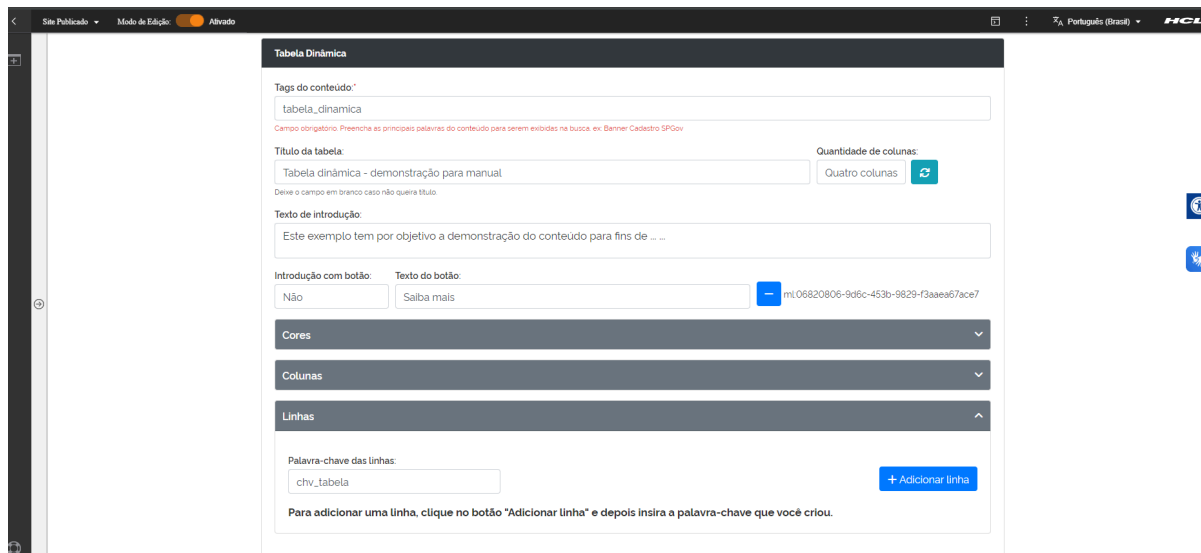 Site Publicado Modo de Edição: Ativado Português (Brasil) HCL
Tabela Dinâmica
Tags do conteúdo:*
tabela_dinamica
Campo obrigatório: Preencha as principais palavras do conteúdo para serem exibidas na busca, ex: Banner Cadastro SPGov
Título da tabela: Quantidade de colunas:
Tabela dinâmica - demonstração para manual Quatro colunas
Deixe o campo em branco caso não queira título.
Texto de introdução:
Este exemplo tem por objetivo a demonstração do conteúdo para fins de ... ...
Introdução com botão: Texto do botão:
Não Saiba mais ml:06820806-9d6c-453b-9829-f3aaea67ace7
Cores
Colunas
Linhas
Palavra-chave das linhas:
chv_tabela + Adicionar linha
Para adicionar uma linha, clique no botão "Adicionar linha" e depois insira a palavra-chave que você criou.